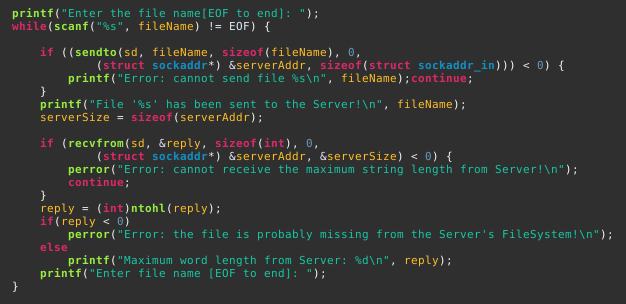 printf("Enter the file name[EOF to end]: ");
while(scanf("%s", fileName) != EOF) {
if ((sendto(sd, fileName, sizeof(fileName), 0,
(struct sockaddr*) &serverAddr, sizeof(struct sockaddr_in))) < 0) {
printf("Error: cannot send file %s\n", fileName);continue;
}
printf("File '%s' has been sent to the Server!\n", fileName);
serverSize = sizeof(serverAddr);
if (recvfrom(sd, &reply, sizeof(int), 0,
(struct sockaddr*) &serverAddr, &serverSize) < 0) {
perror("Error: cannot receive the maximum string length from Server!\n");
continue;
}
reply = (int)ntohl(reply);
if(reply < 0)
perror("Error: the file is probably missing from the Server's FileSystem!\n");
else
printf("Maximum word length from Server: %d\n", reply);
printf("Enter file name [EOF to end]: ");
}